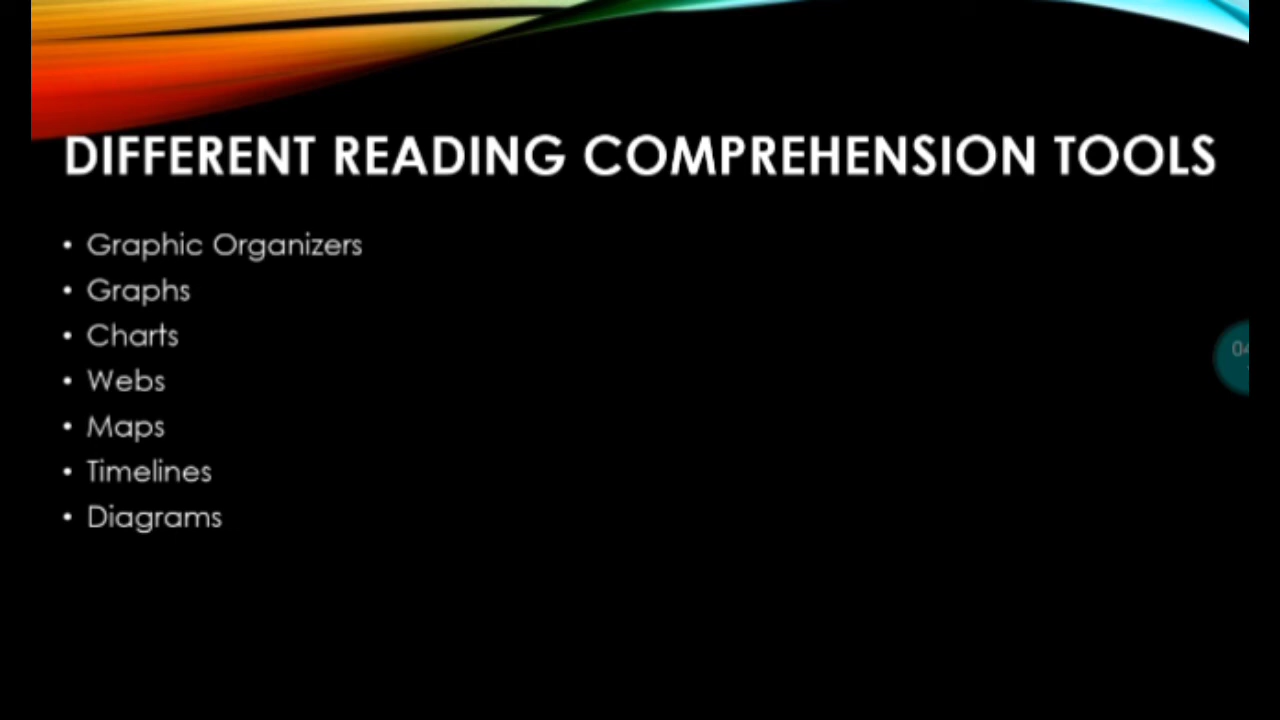 DIFFERENT READING COMPREHENSION TOOLS
• Graphic Organizers
• Graphs
• Charts
• Webs
• Maps
• Timelines
• Diagrams